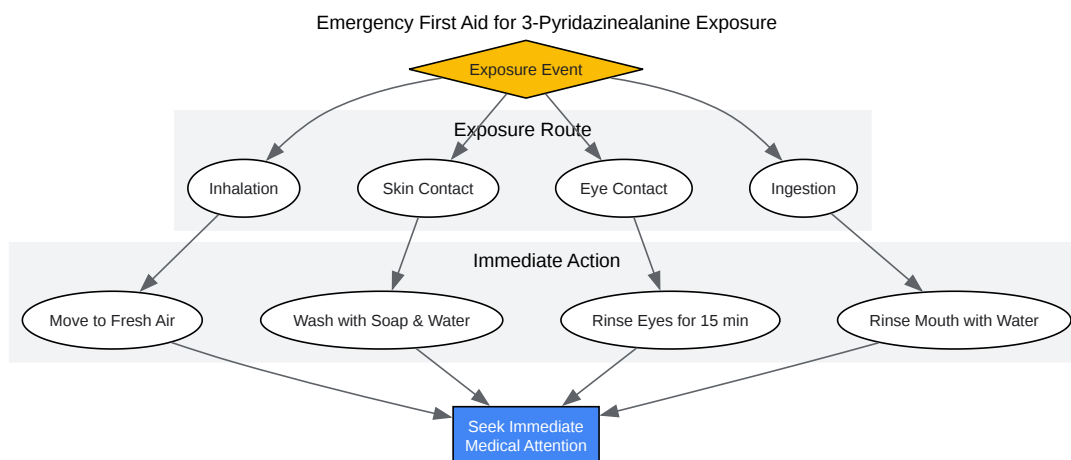 Emergency First Aid for 3-Pyridazinealanine Exposure
Exposure Event
Exposure Route
Inhalation
Skin Contact
Eye Contact
Ingestion
Immediate Action
Move to Fresh Air
Wash with Soap & Water
Rinse Eyes for 15 min
Rinse Mouth with Water
Seek Immediate
Medical Attention